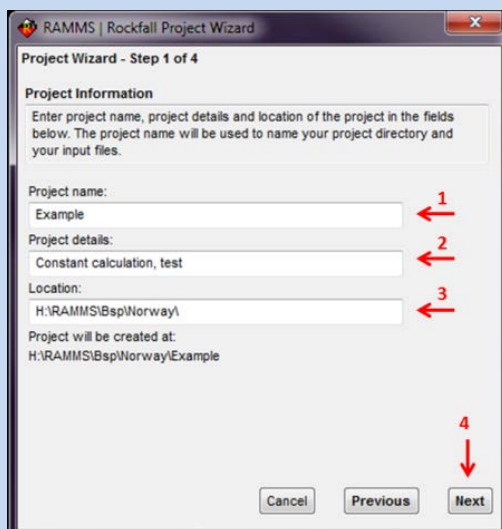 RAMMS | Rockfall Project Wizard
Project Wizard - Step 1 of 4
Project Information
Enter project name, project details and location of the project in the fields
below. The project name will be used to name your project directory and
your input files.
Project name:
1
Example
Project details:
2
Constant calculation, test
Location:
3
H:\RAMMS\Bsp\Norway\
Project will be created at:
H:\RAMMS\Bsp\Norway\Example
4
Cancel Previous Next